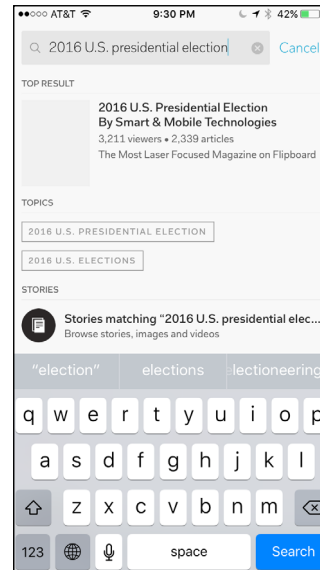 AT&T 9:30 PM 42%
2016 U.S. presidential election Cancel
TOP RESULT
2016 U.S. Presidential Election
By Smart & Mobile Technologies
3,211 viewers • 2,339 articles
The Most Laser Focused Magazine on Flipboard
TOPICS
2016 U.S. PRESIDENTIAL ELECTION
2016 U.S. ELECTIONS
STORIES
Stories matching “2016 U.S. presidential elec...
Browse stories, images and videos
“election” elections electioneering
q w e r t y u i o p
a s d f g h j k l
z x c v b n m
123 space Search